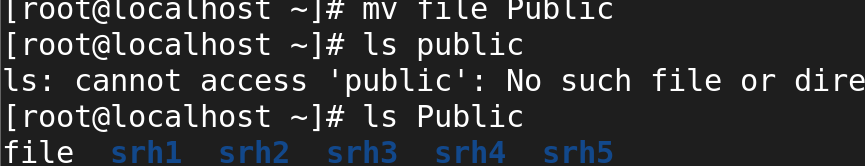 [root@localhost ~]# mv file Public
[root@localhost ~]# ls public
ls: cannot access 'public': No such file or dire
[root@localhost ~]# ls Public
file  srh1  srh2  srh3  srh4  srh5